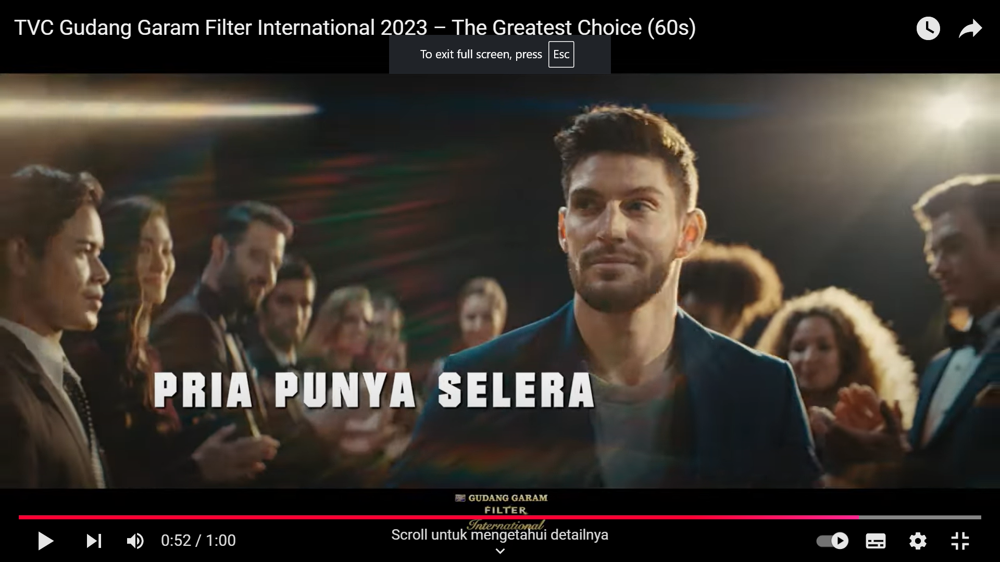 TVC Gudang Garam Filter International 2023 – The Greatest Choice (60s)
To exit full screen, press Esc
PRIA PUNYA SELERA
GUDANG GARAM
FILTER
International
0:52 / 1:00
Scroll untuk mengetahui detailnya